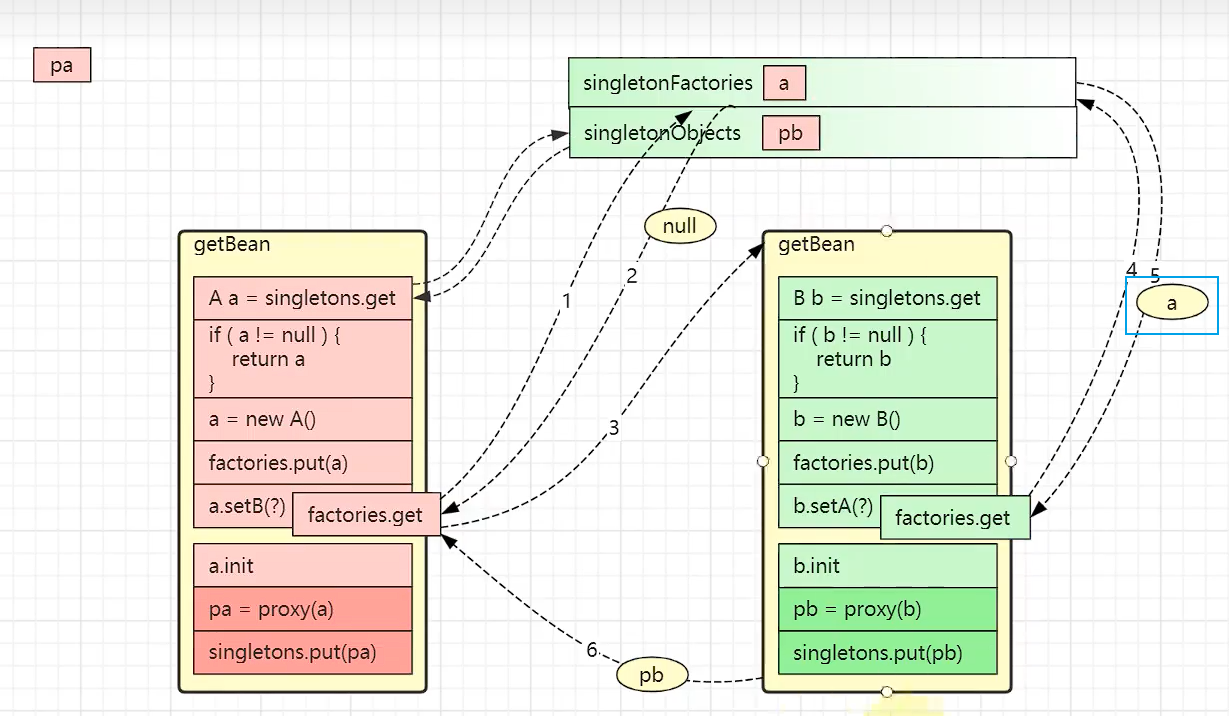 pa
singletonFactories a
singletonObjects pb
null
getBean
A a = singletons.get
if ( a != null ) {
return a
}
a = new A()
factories.put(a)
a.setB(?)
factories.get
a.init
pa = proxy(a)
singletons.put(pa)
1
2
3
getBean
B b = singletons.get
if ( b != null ) {
return b
}
b = new B()
factories.put(b)
b.setA(?)
factories.get
b.init
pb = proxy(b)
singletons.put(pb)
4
5
a
6
pb